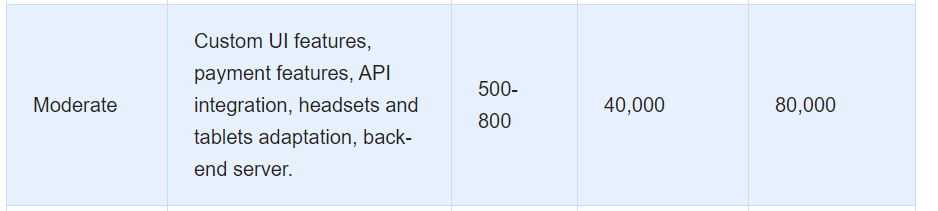 Moderate
Custom UI features,
payment features, API
integration, headsets and
tablets adaptation, back-
end server.
500-
800
40,000
80,000